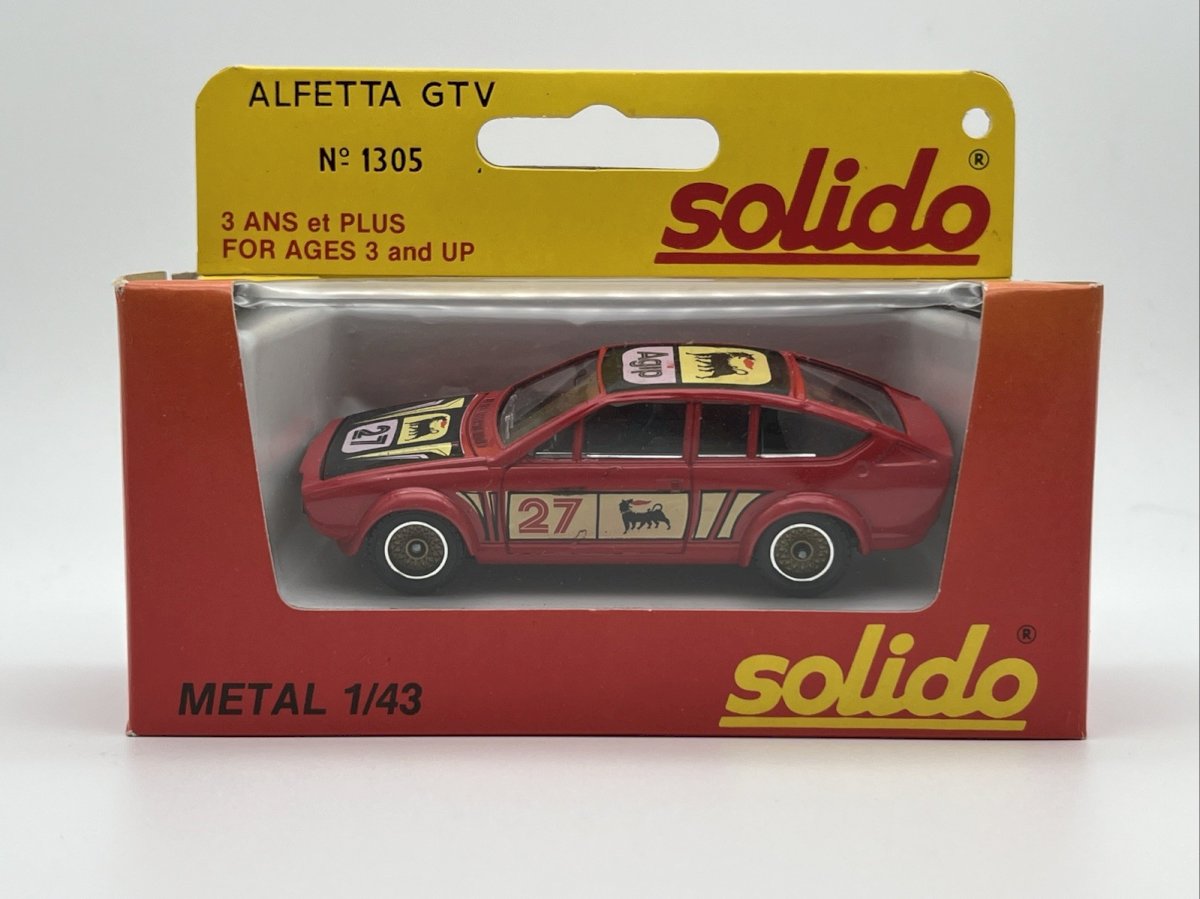 ALFETTA GTV
Nº 1305
3 ANS et PLUS
FOR AGES 3 and UP
solido®
Agip
27
27
METAL 1/43
solido®